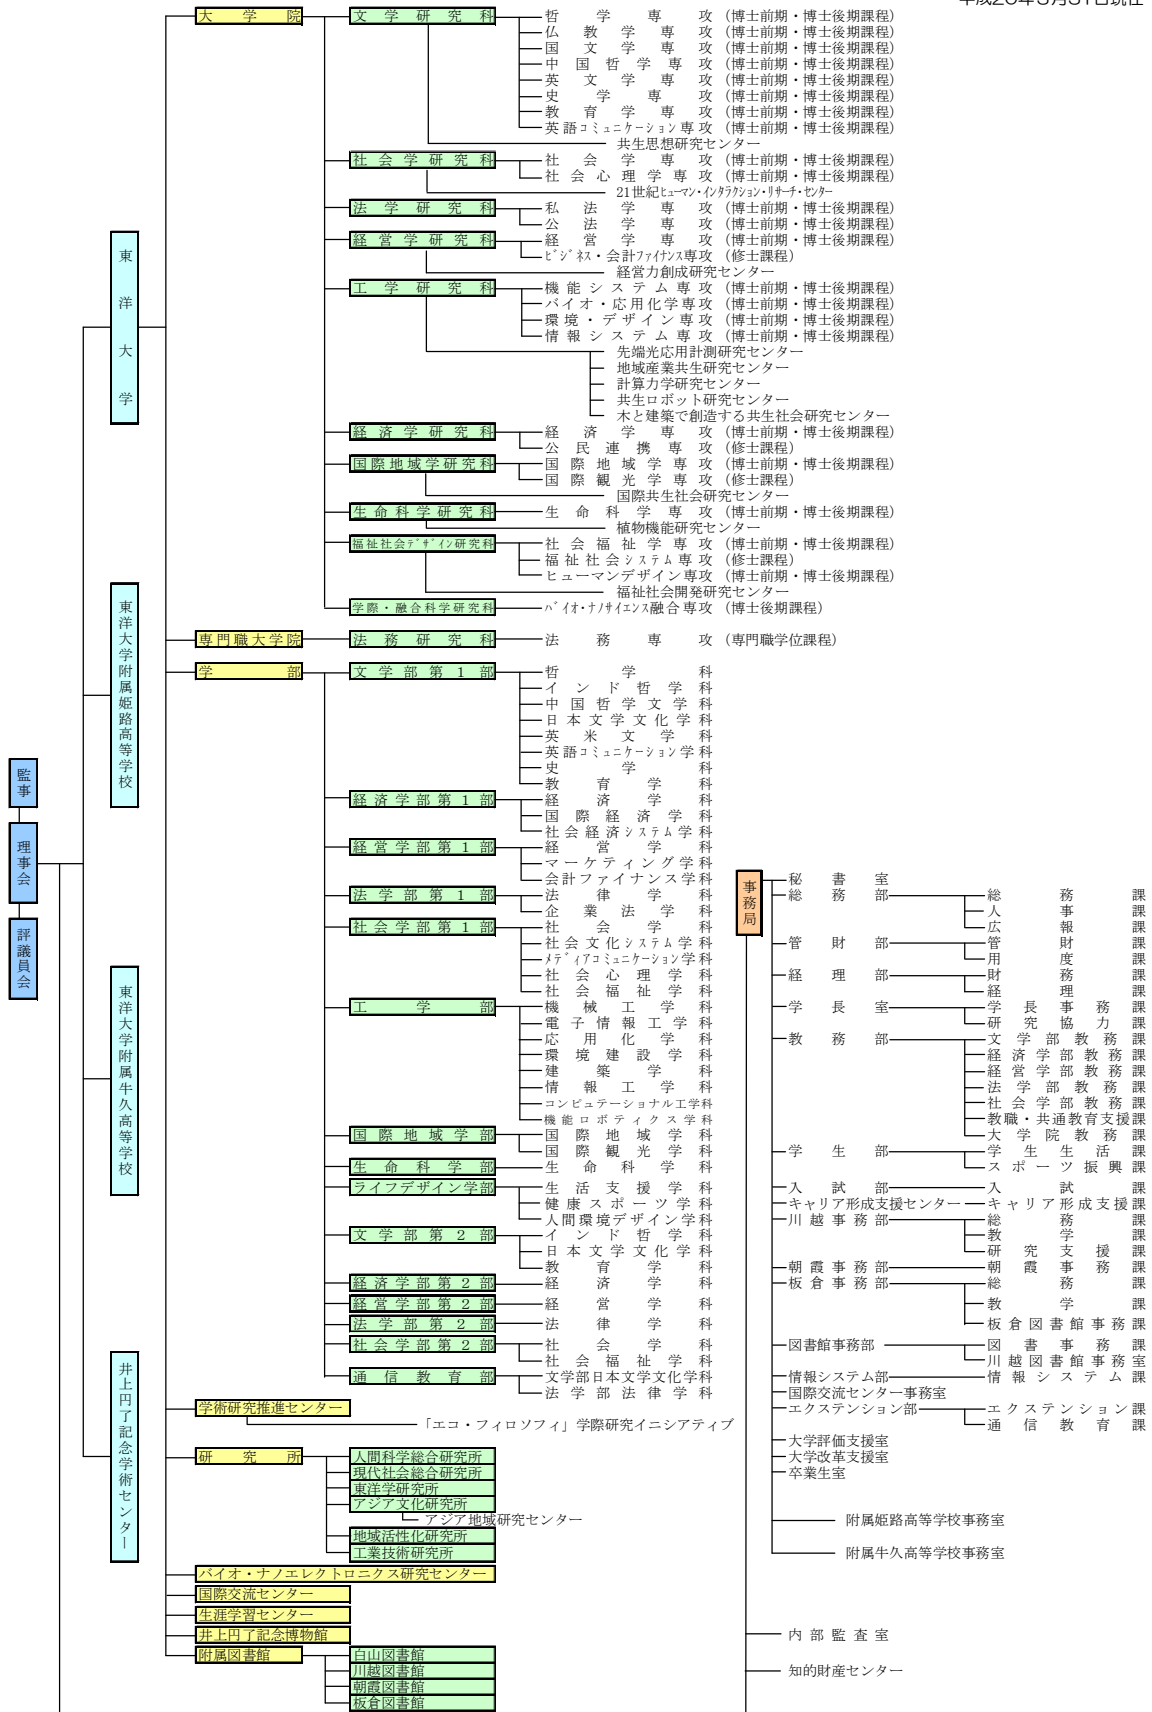 平成20年3月31日現在
監事
理事会
評議員会
東洋大学
東洋大学附属姫路高等学校
東洋大学附属牛久高等学校
井上円了記念学術センター
大学院
文学研究科
哲学専攻(博士前期・博士後期課程)
仏教学専攻(博士前期・博士後期課程)
国文学専攻(博士前期・博士後期課程)
中国哲学専攻(博士前期・博士後期課程)
英文学専攻(博士前期・博士後期課程)
史学専攻(博士前期・博士後期課程)
教育学専攻(博士前期・博士後期課程)
英語コミュニケーション専攻(博士前期・博士後期課程)
共生思想研究センター
社会学研究科
社会学専攻(博士前期・博士後期課程)
社会心理学専攻(博士前期・博士後期課程)
21世紀ヒューマン・インタラクション・リサーチ・センター
法学研究科
私法学専攻(博士前期・博士後期課程)
公法学専攻(博士前期・博士後期課程)
経営学研究科
経営学専攻(博士前期・博士後期課程)
ビジネス・会計ファイナンス専攻(修士課程)
経営力創成研究センター
工学研究科
機能システム専攻(博士前期・博士後期課程)
バイオ・応用化学専攻(博士前期・博士後期課程)
環境・デザイン専攻(博士前期・博士後期課程)
情報システム専攻(博士前期・博士後期課程)
先端光応用計測研究センター
地域産業共生研究センター
計算力学研究センター
共生ロボット研究センター
木と建築で創造する共生社会研究センター
経済学研究科
経済学専攻(博士前期・博士後期課程)
公民連携専攻(修士課程)
国際地域学研究科
国際地域学専攻(博士前期・博士後期課程)
国際観光学専攻(修士課程)
国際共生社会研究センター
生命科学研究科
生命科学専攻(博士前期・博士後期課程)
植物機能研究センター
福祉社会デザイン研究科
社会福祉学専攻(博士前期・博士後期課程)
福祉社会システム専攻(修士課程)
ヒューマンデザイン専攻(博士前期・博士後期課程)
福祉社会開発研究センター
学際・融合科学研究科
バイオ・ナノサイエンス融合専攻(博士後期課程)
専門職大学院
法務研究科
法務専攻(専門職学位課程)
学部
文学部第1部
哲学科
インド哲学科
中国哲学文学科
日本文学文化学科
英米文学科
英語コミュニケーション学科
史学科
教育学科
経済学部第1部
経済学科
国際経済学科
社会経済システム学科
経営学部第1部
経営学科
マーケティング学科
会計ファイナンス学科
法学部第1部
法律学科
企業法学科
社会学部第1部
社会学科
社会文化システム学科
メディアコミュニケーション学科
社会心理学科
社会福祉学科
工学部
機械工学科
電子情報工学科
応用化学科
環境建設学科
建築学科
情報工学科
コンピュテーショナル工学科
機能ロボティクス学科
国際地域学部
国際地域学科
国際観光学科
生命科学部
生命科学科
ライフデザイン学部
生活支援学科
健康スポーツ学科
人間環境デザイン学科
文学部第2部
インド哲学科
日本文学文化学科
教育学科
経済学部第2部
経済学科
経営学部第2部
経営学科
法学部第2部
法律学科
社会学部第2部
社会学科
社会福祉学科
通信教育部
文学部日本文学文化学科
法学部法律学科
学術研究推進センター
「エコ・フィロソフィ」学際研究イニシアティブ
研究所
人間科学総合研究所
現代社会総合研究所
東洋学研究所
アジア文化研究所
アジア地域研究センター
地域活性化研究所
工業技術研究所
バイオ・ナノエレクトロニクス研究センター
国際交流センター
生涯学習センター
井上円了記念博物館
附属図書館
白山図書館
川越図書館
朝霞図書館
板倉図書館
事務局
秘書室
総務部
総務課
人事課
広報課
管財部
管財課
用度課
経理部
財務課
経理課
学長室
学長事務課
研究協力課
教務部
文学部教務課
経済学部教務課
経営学部教務課
法学部教務課
社会学部教務課
教職・共通教育支援課
大学院教務課
学生部
学生生活課
スポーツ振興課
入試部
入試課
キャリア形成支援センター
キャリア形成支援課
川越事務部
総務課
教学課
研究支援課
朝霞事務部
朝霞事務課
板倉事務部
総務課
教学課
板倉図書館事務課
図書館事務部
図書事務課
川越図書館事務室
情報システム部
情報システム課
国際交流センター事務室
エクステンション部
エクステンション課
通信教育課
大学評価支援室
大学改革支援室
卒業生室
附属姫路高等学校事務室
附属牛久高等学校事務室
内部監査室
知的財産センター